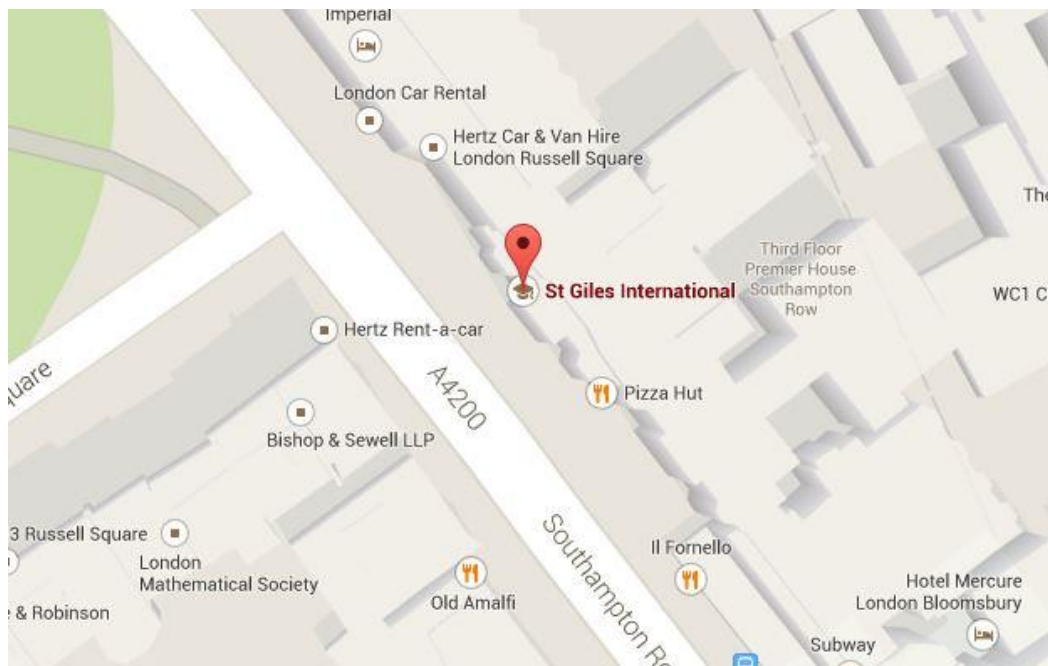 Imperial
London Car Rental
Hertz Car & Van Hire
London Russell Square
The
Third Floor
Premier House
Southampton
Row
St Giles International
WC1 C
Hertz Rent-a-car
quare
A4200
Pizza Hut
Bishop & Sewell LLP
3 Russell Square
London
Mathematical Society
Southampton Ro
Il Fornello
Old Amalfi
e & Robinson
Hotel Mercure
London Bloomsbury
Subway